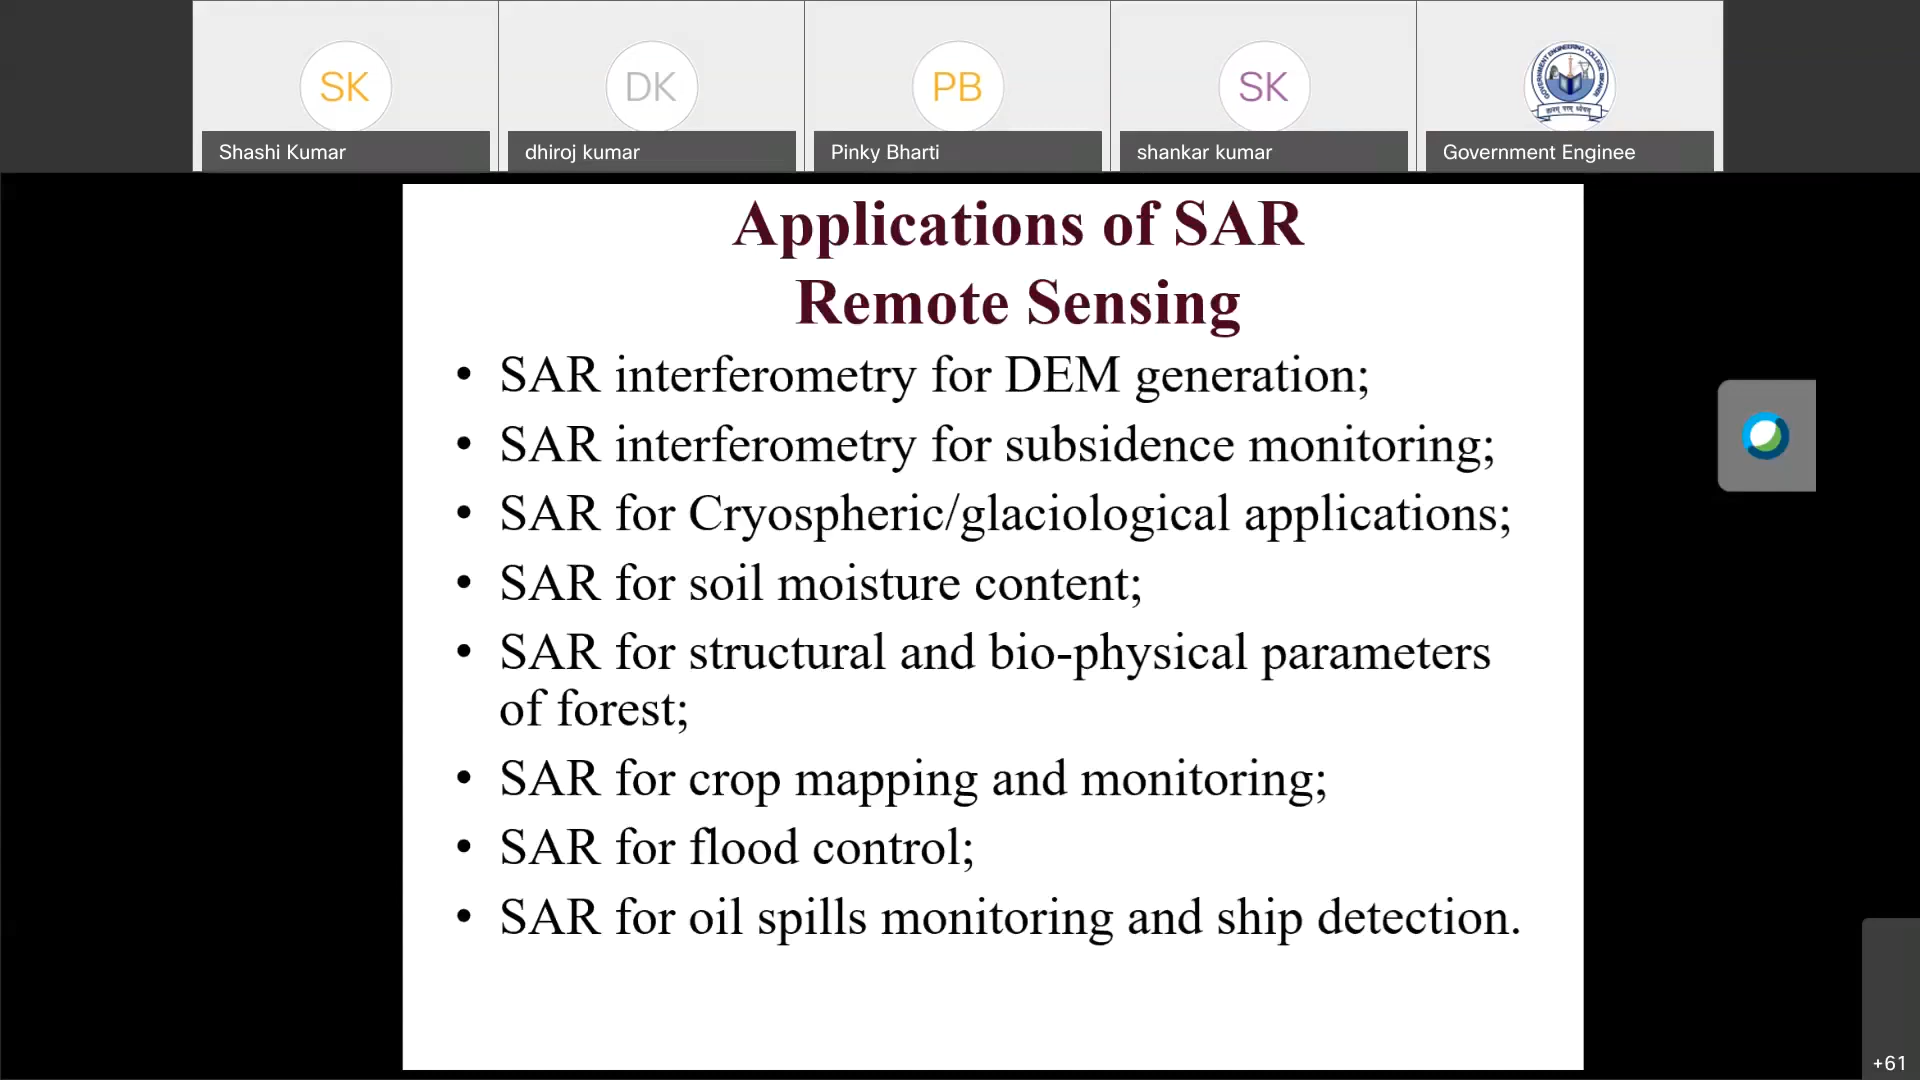 SK
DK
PB
SK
Shashi Kumar
dhiroj kumar
Pinky Bharti
shankar kumar
Government Enginee
Applications of SAR
Remote Sensing
• SAR interferometry for DEM generation;
• SAR interferometry for subsidence monitoring;
• SAR for Cryospheric/glaciological applications;
• SAR for soil moisture content;
• SAR for structural and bio-physical parameters
of forest;
• SAR for crop mapping and monitoring;
• SAR for flood control;
• SAR for oil spills monitoring and ship detection.
+61